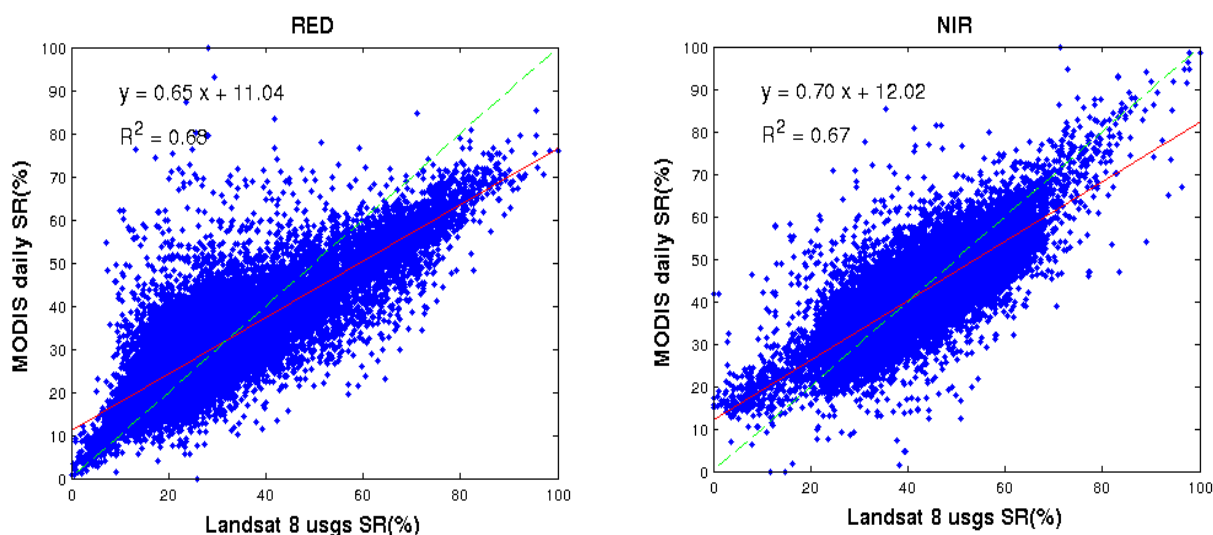 RED
y = 0.65 x + 11.04
R² = 0.68
100
90
80
70
60
50
40
30
20
10
0
MODIS daily SR(%)
0 20 40 60 80 100
Landsat 8 usgs SR(%)
NIR
y = 0.70 x + 12.02
R² = 0.67
100
90
80
70
60
50
40
30
20
10
0
MODIS daily SR(%)
0 20 40 60 80 100
Landsat 8 usgs SR(%)